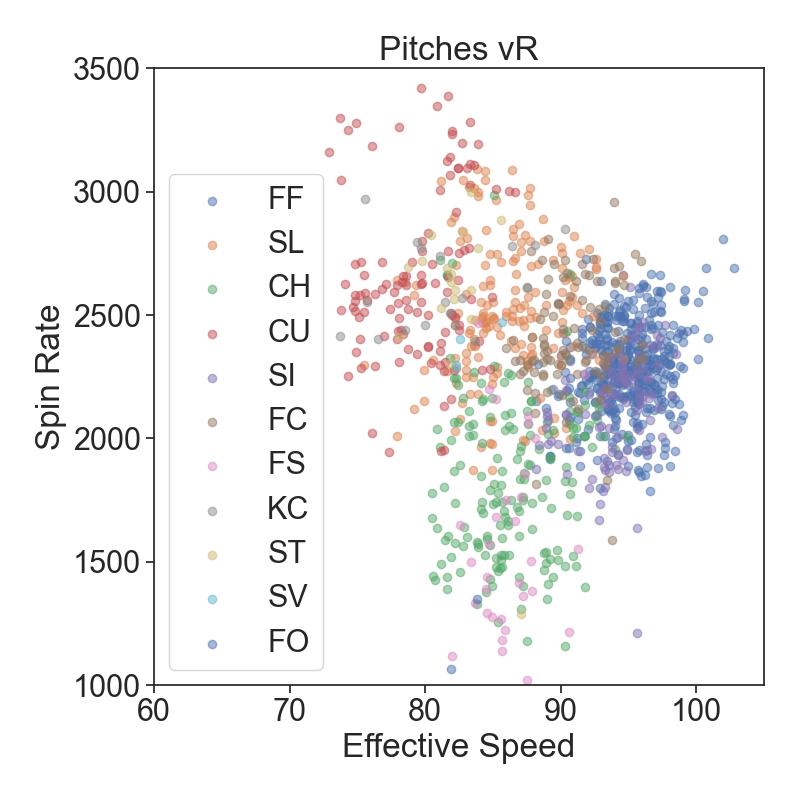 Pitches vR
3500
3000
2500
2000
1500
1000
Spin Rate
FF
SL
CH
CU
SI
FC
FS
KC
ST
SV
FO
60 70 80 90 100
Effective Speed